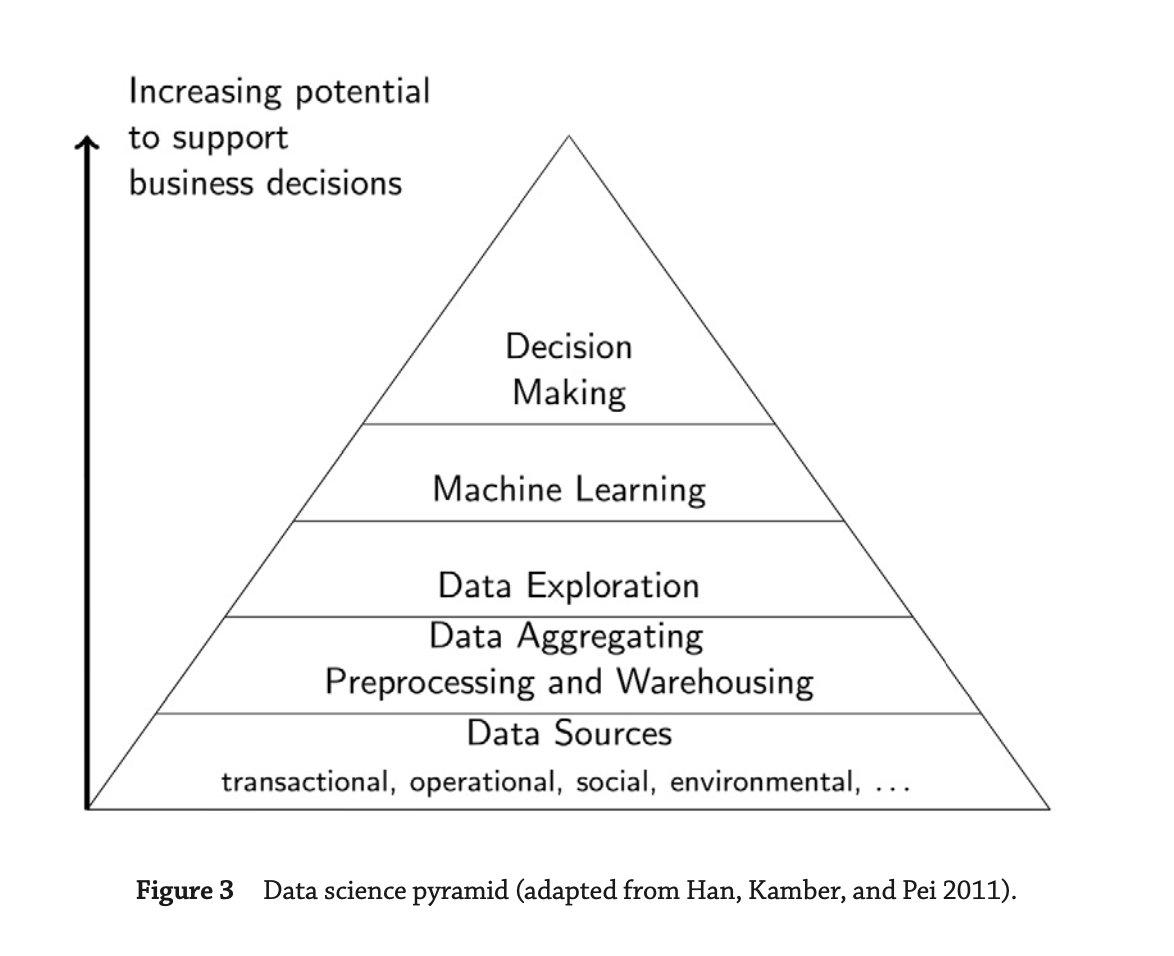 Increasing potential
to support
business decisions
Decision
Making
Machine Learning
Data Exploration
Data Aggregating
Preprocessing and Warehousing
Data Sources
transactional, operational, social, environmental, ...
Figure 3 Data science pyramid (adapted from Han, Kamber, and Pei 2011).